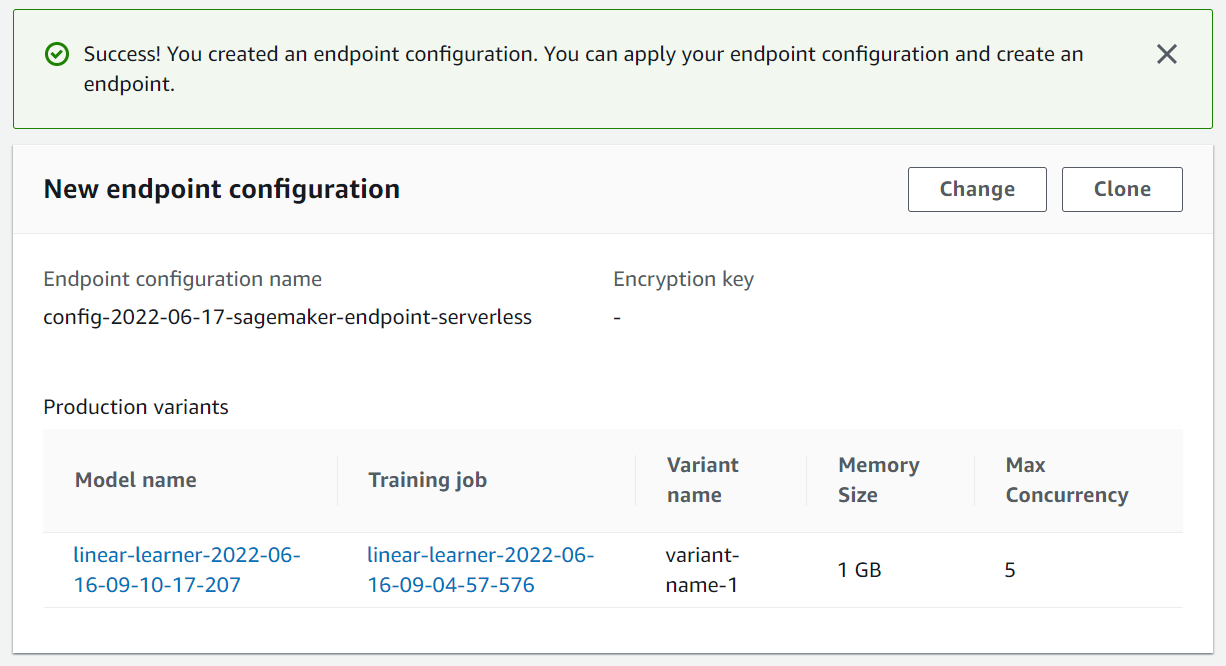 Success! You created an endpoint configuration. You can apply your endpoint configuration and create an
endpoint.
New endpoint configuration
Change
Clone
Endpoint configuration name
Encryption key
config-2022-06-17-sagemaker-endpoint-serverless
-
Production variants
Model name
Training job
Variant
name
Memory
Size
Max
Concurrency
linear-learner-2022-06-
16-09-10-17-207
linear-learner-2022-06-
16-09-04-57-576
variant-
name-1
1 GB
5